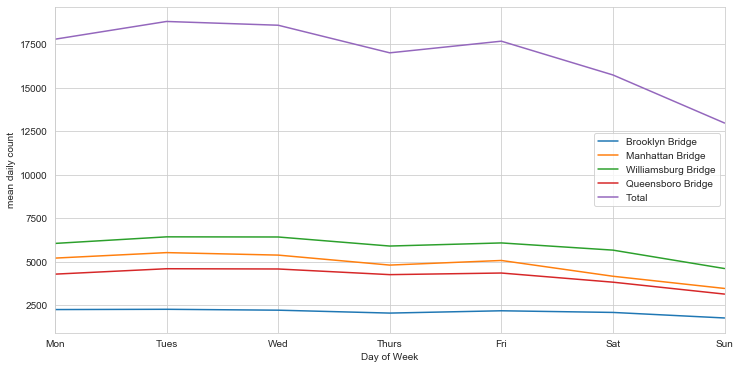 17500
15000
12500
10000
7500
5000
2500
mean daily count
Brooklyn Bridge
Manhattan Bridge
Williamsburg Bridge
Queensboro Bridge
Total
Mon Tues Wed Thurs Fri Sat Sun
Day of Week